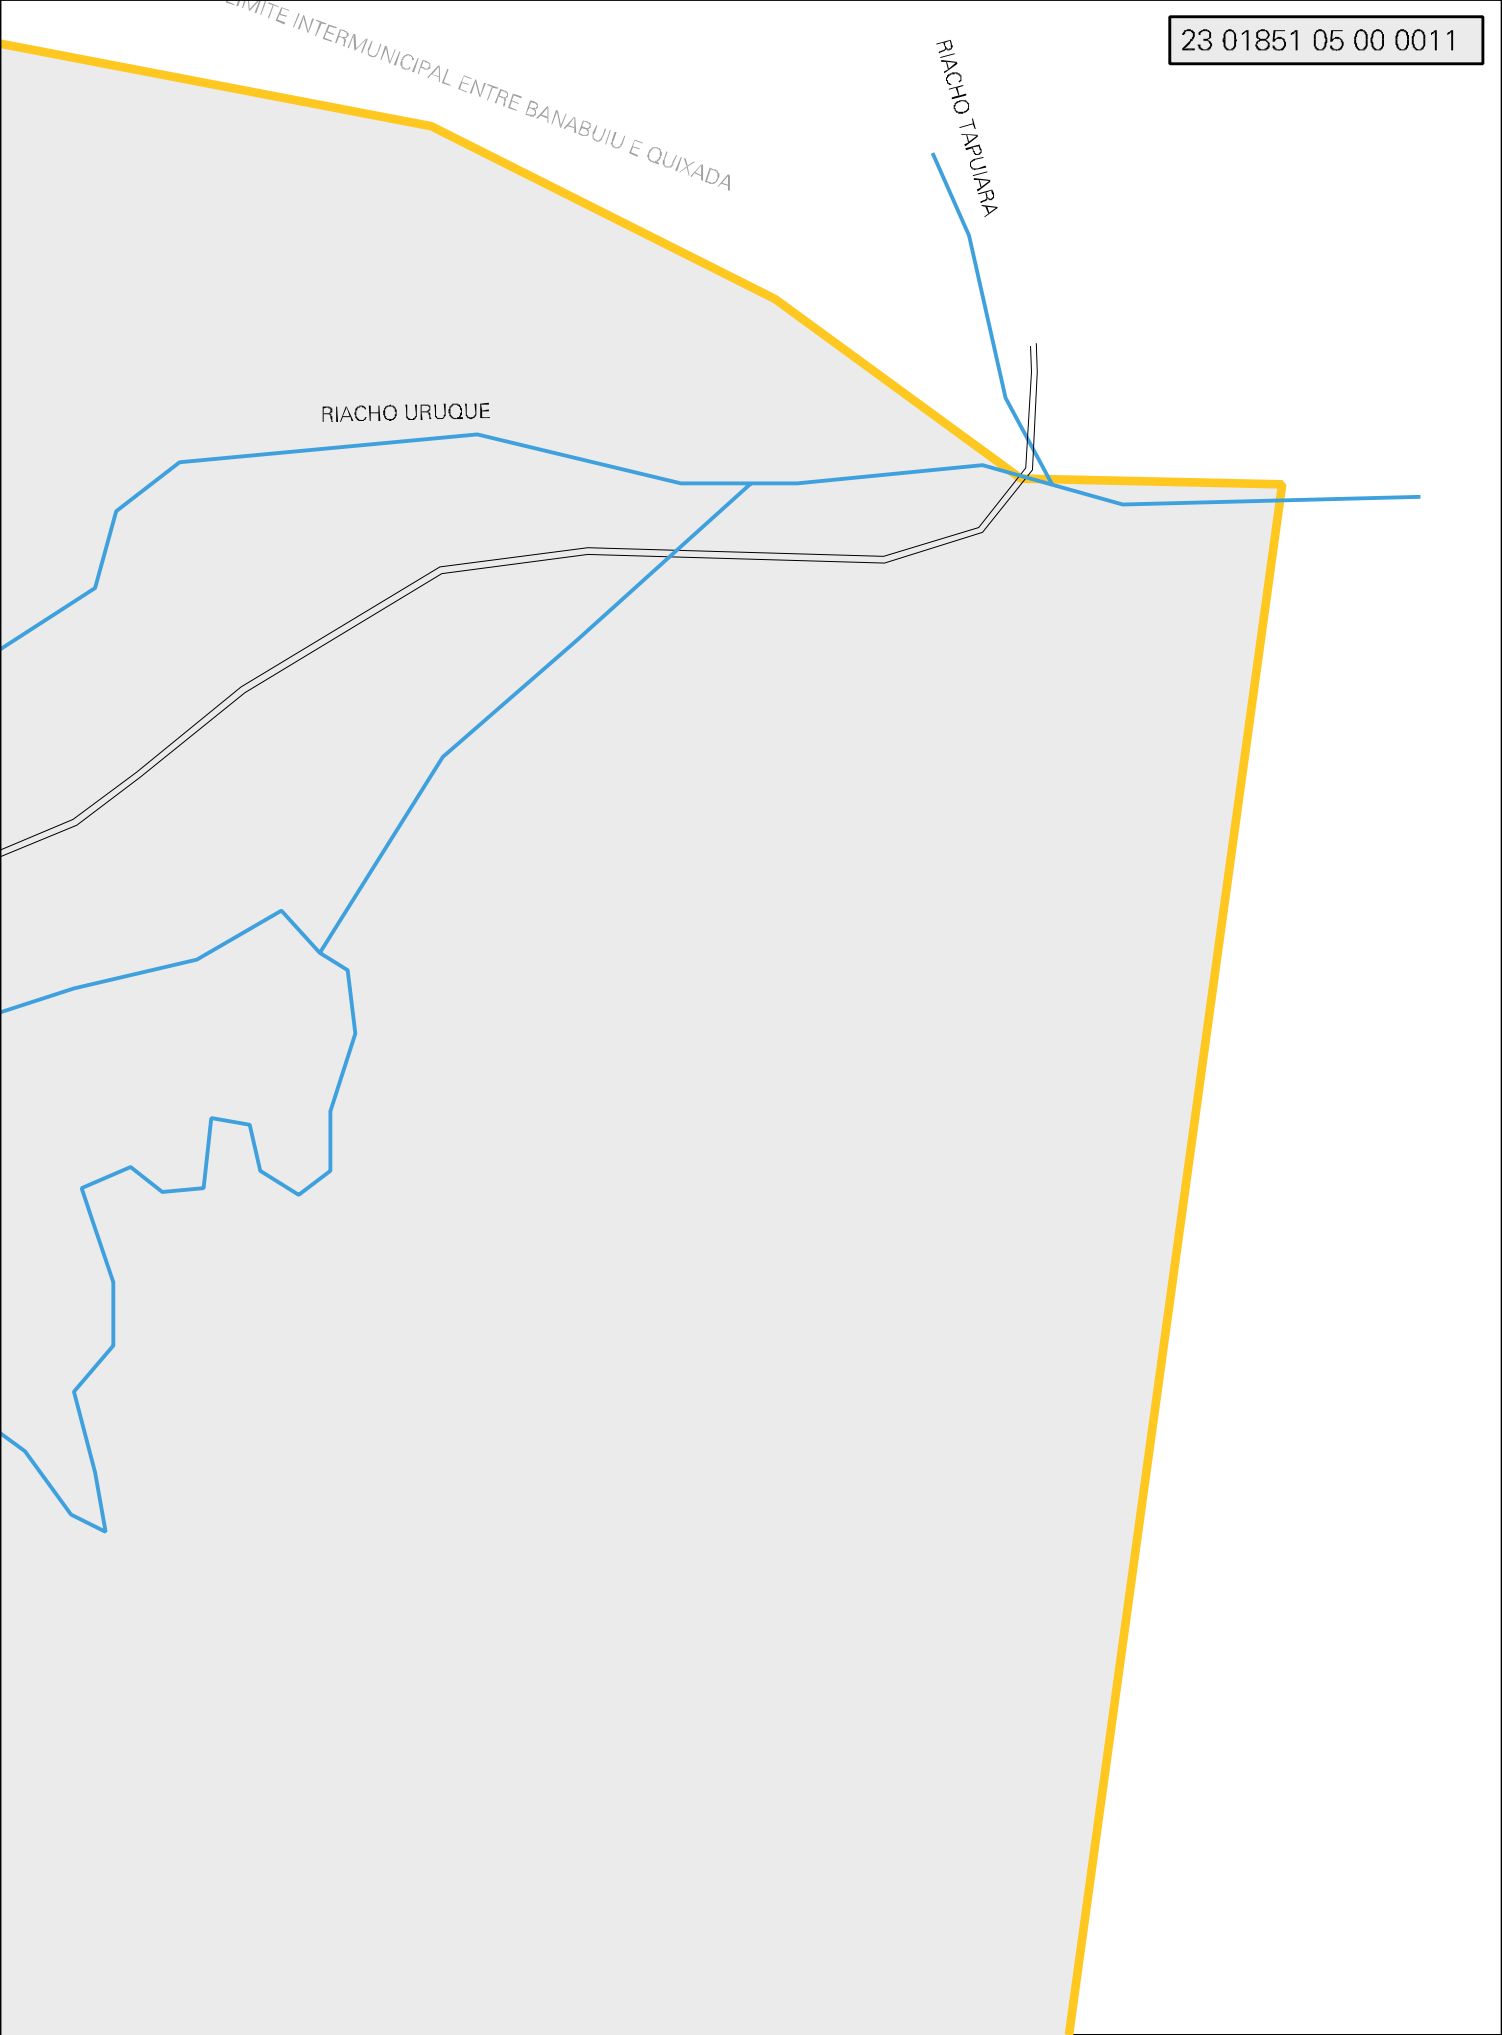 LIMITE INTERMUNICIPAL ENTRE BANABUIU E QUIXADA
23 01851 05 00 0011
RIACHO TAPUIARA
RIACHO URUQUE